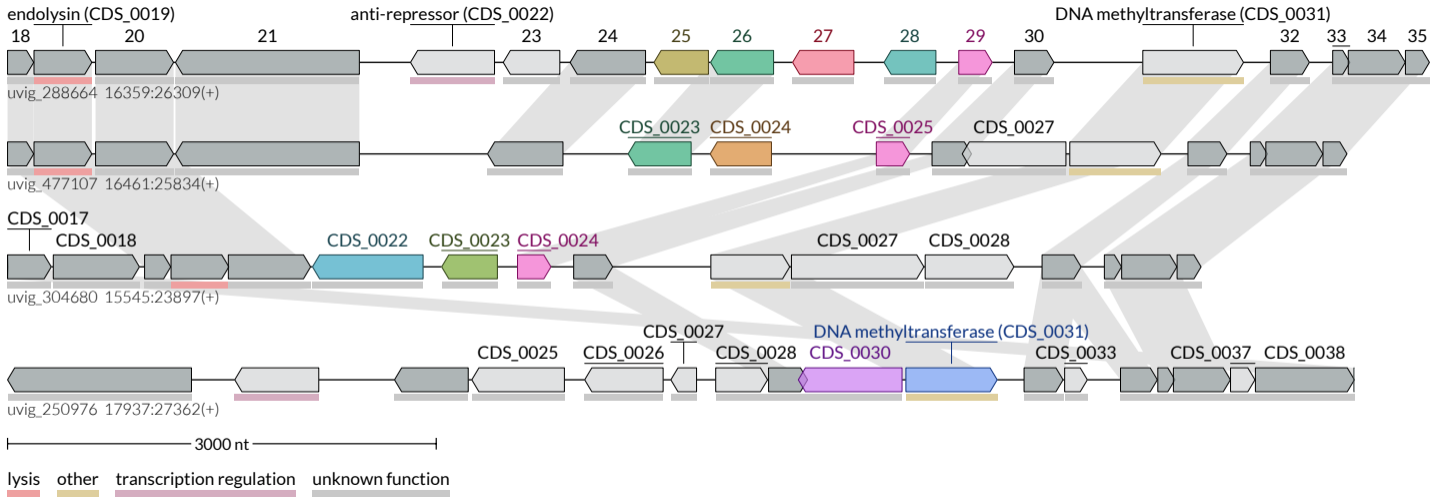 endolysin (CDS_0019) anti-repressor (CDS_0022) DNA methyltransferase (CDS_0031)
18 20 21 23 24 25 26 27 28 29 30 32 33 34 35
uvig_288664 16359:26309(+)
CDS_0023 CDS_0024 CDS_0025 CDS_0027
uvig_477107 16461:25834(+)
CDS_0017
CDS_0018 CDS_0022 CDS_0023 CDS_0024 CDS_0027 CDS_0028
uvig_304680 15545:23897(+)
CDS_0027 DNA methyltransferase (CDS_0031)
CDS_0025 CDS_0026 CDS_0028 CDS_0030 CDS_0033 CDS_0037 CDS_0038
uvig_250976 17937:27362(+)
3000 nt
lysis other transcription regulation unknown function